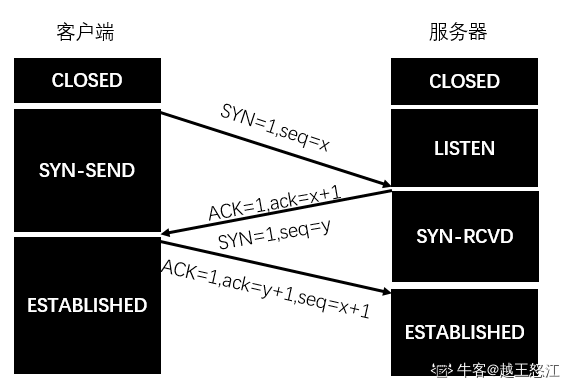 客户端
服务器
CLOSED
CLOSED
SYN=1,seq=x
LISTEN
SYN-SEND
ACK=1,ack=x+1
SYN=1,seq=y
SYN-RCVD
ACK=1,ack=y+1,seq=x+1
ESTABLISHED
ESTABLISHED
牛客@越王怒江